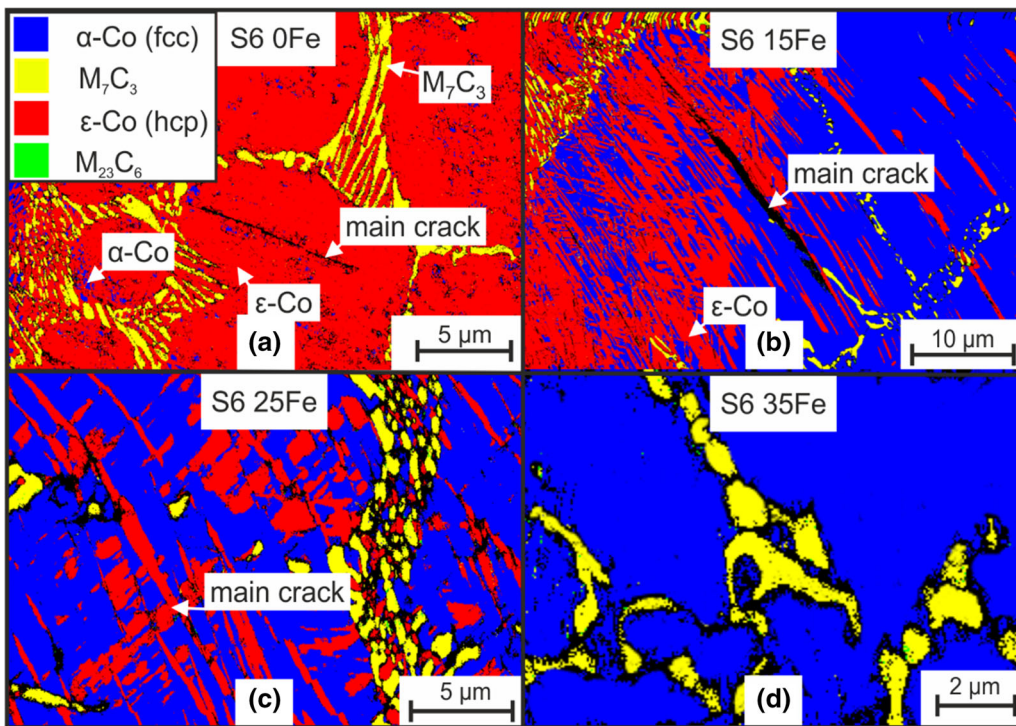 α-Co (fcc)
M₇C₃
ε-Co (hcp)
M₂₃C₆
S6 0Fe
M₇C₃
main crack
α-Co
ε-Co
(a)
5 µm
S6 15Fe
main crack
ε-Co
(b)
10 µm
S6 25Fe
main crack
(c)
5 µm
S6 35Fe
(d)
2 µm